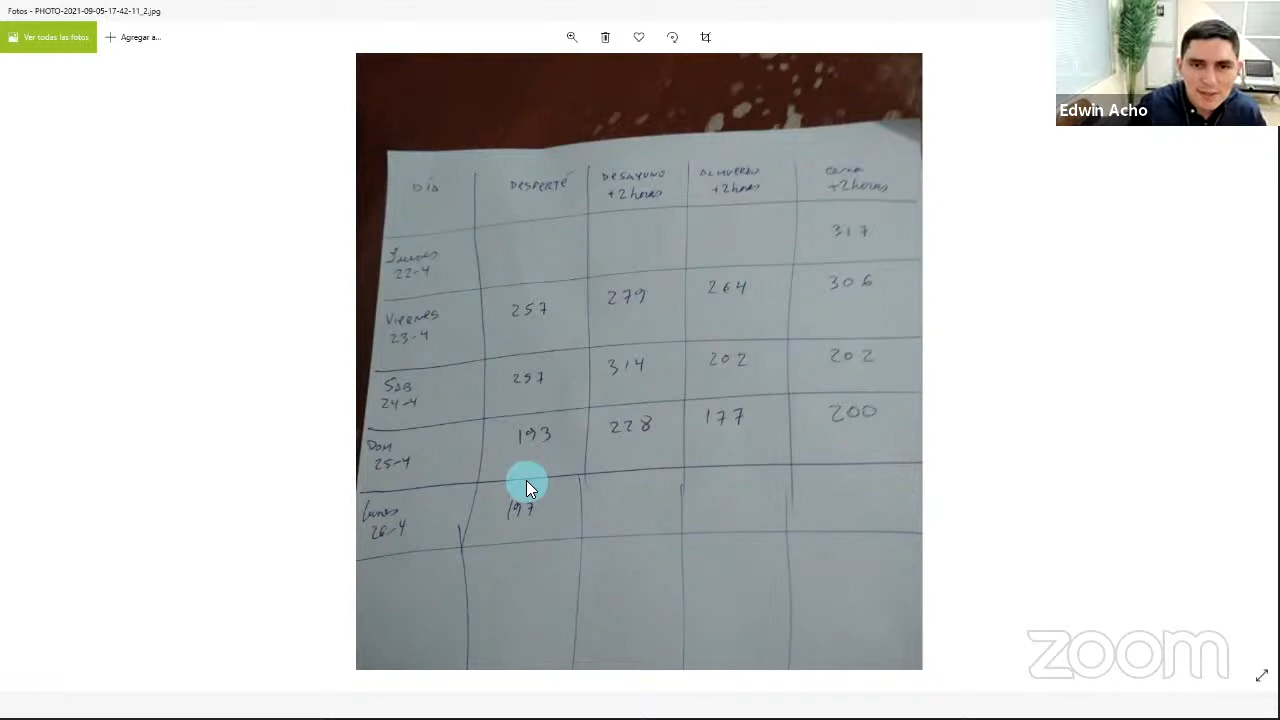 Fotos - PHOTO-2021-09-05-17-42-11_2.jpg
Ver todas las fotos
Agregar a...
Edwin Acho
DÍA DESPERTÉ DESAYUNO +2 horas ALMUERZO +2 horas cena +2 horas
Jueves 22-4 317
Viernes 23-4 257 279 264 306
SAB 24-4 257 314 202 202
Dom 25-4 193 228 177 200
Lunes 26-4 197
zoom